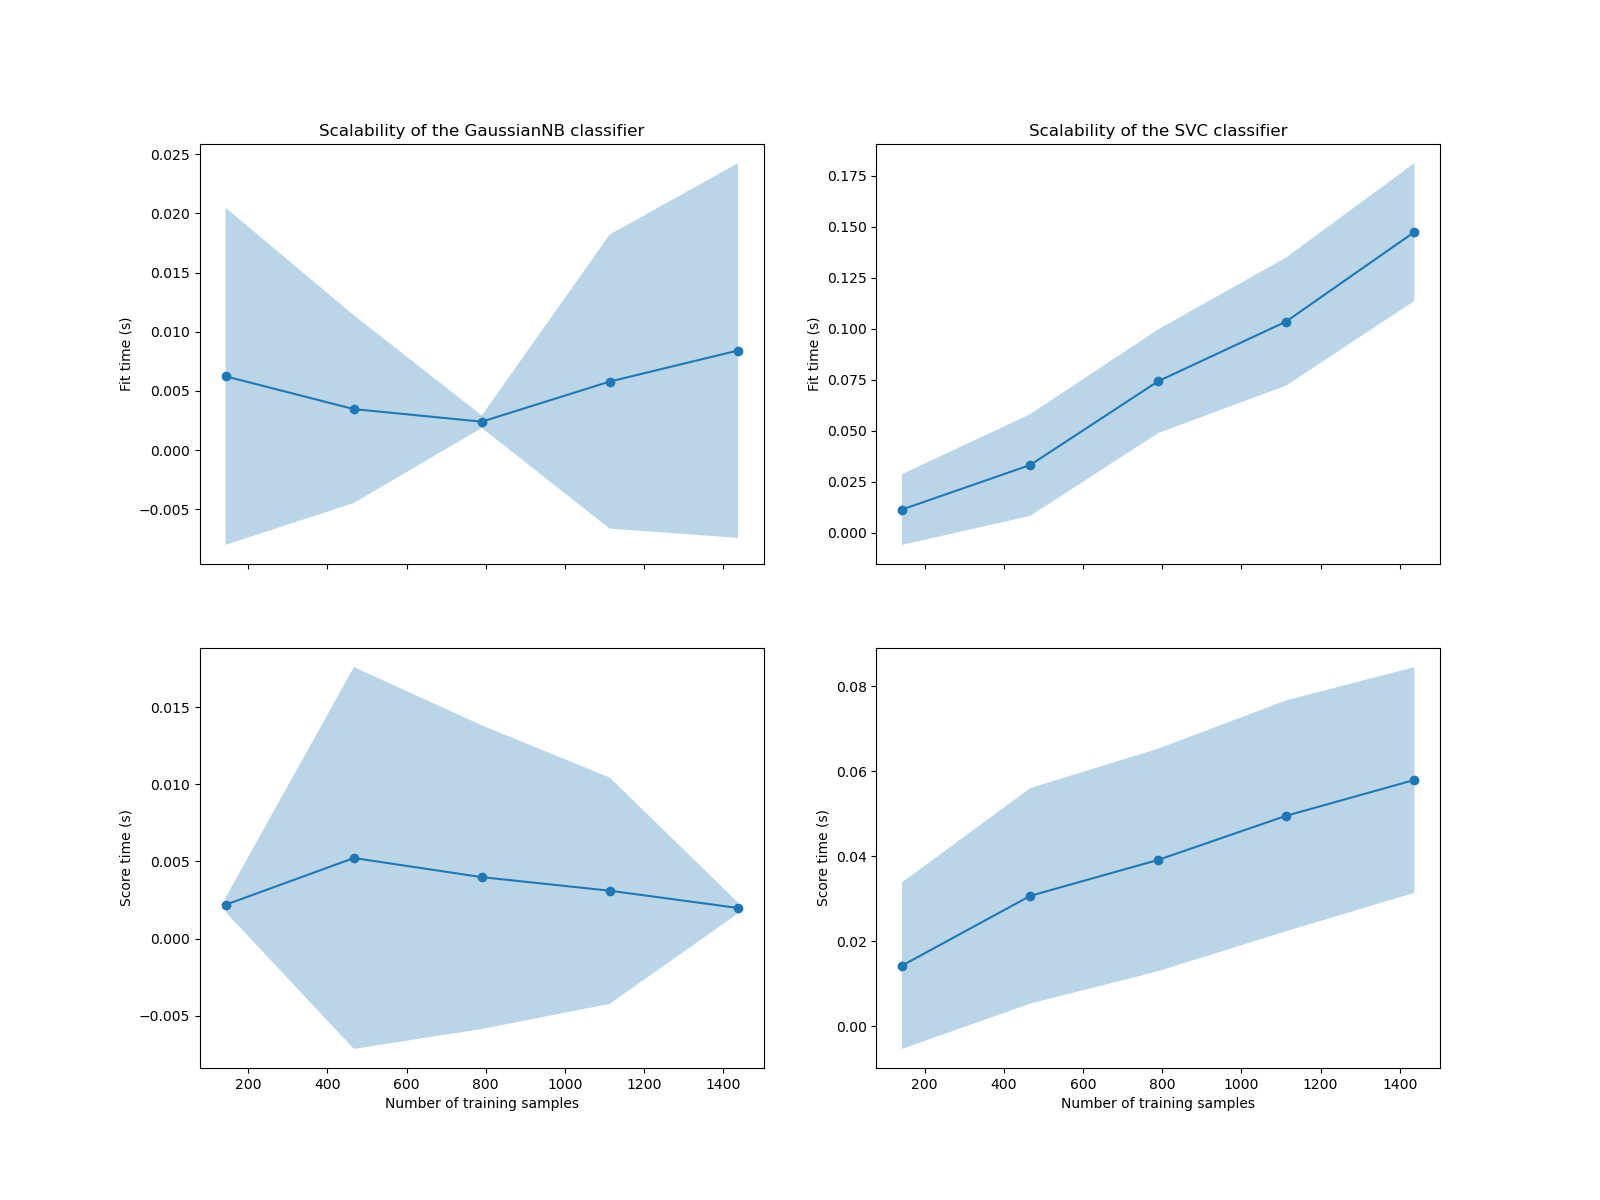 Scalability of the GaussianNB classifier
Fit time (s)
0.025
0.020
0.015
0.010
0.005
0.000
−0.005
Scalability of the SVC classifier
Fit time (s)
0.175
0.150
0.125
0.100
0.075
0.050
0.025
0.000
Score time (s)
0.015
0.010
0.005
0.000
−0.005
200 400 600 800 1000 1200 1400
Number of training samples
Score time (s)
0.08
0.06
0.04
0.02
0.00
200 400 600 800 1000 1200 1400
Number of training samples